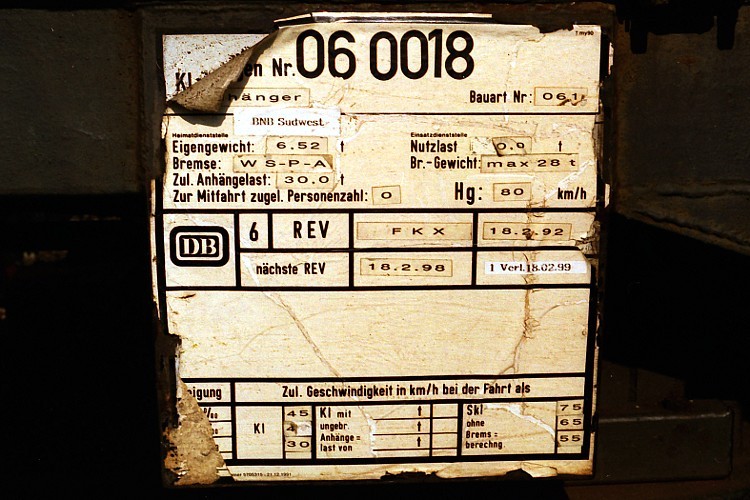 Kl Nr. 06 0018
Bauart Nr: 061
BNB Südwest
Heimatdienststelle Einsatzdienststelle
Eigengewicht: 6.52 t Nutzlast 0.0 t
Bremse: W S-P-A Br.-Gewicht: max 28 t
Zul. Anhängelast: 30.0 t
Zur Mitfahrt zugel. Personenzahl: 0 Hg: 80 km/h
DB 6 REV FKX 18.2.92
nächste REV 18.2.98 1 Verl.18.02.99
Zul. Geschwindigkeit in km/h bei der Fahrt als
Kl 45 Kl mit t Skl 75
ungebr. t ohne 65
30 Anhänge= t Brems= 55
last von berechng